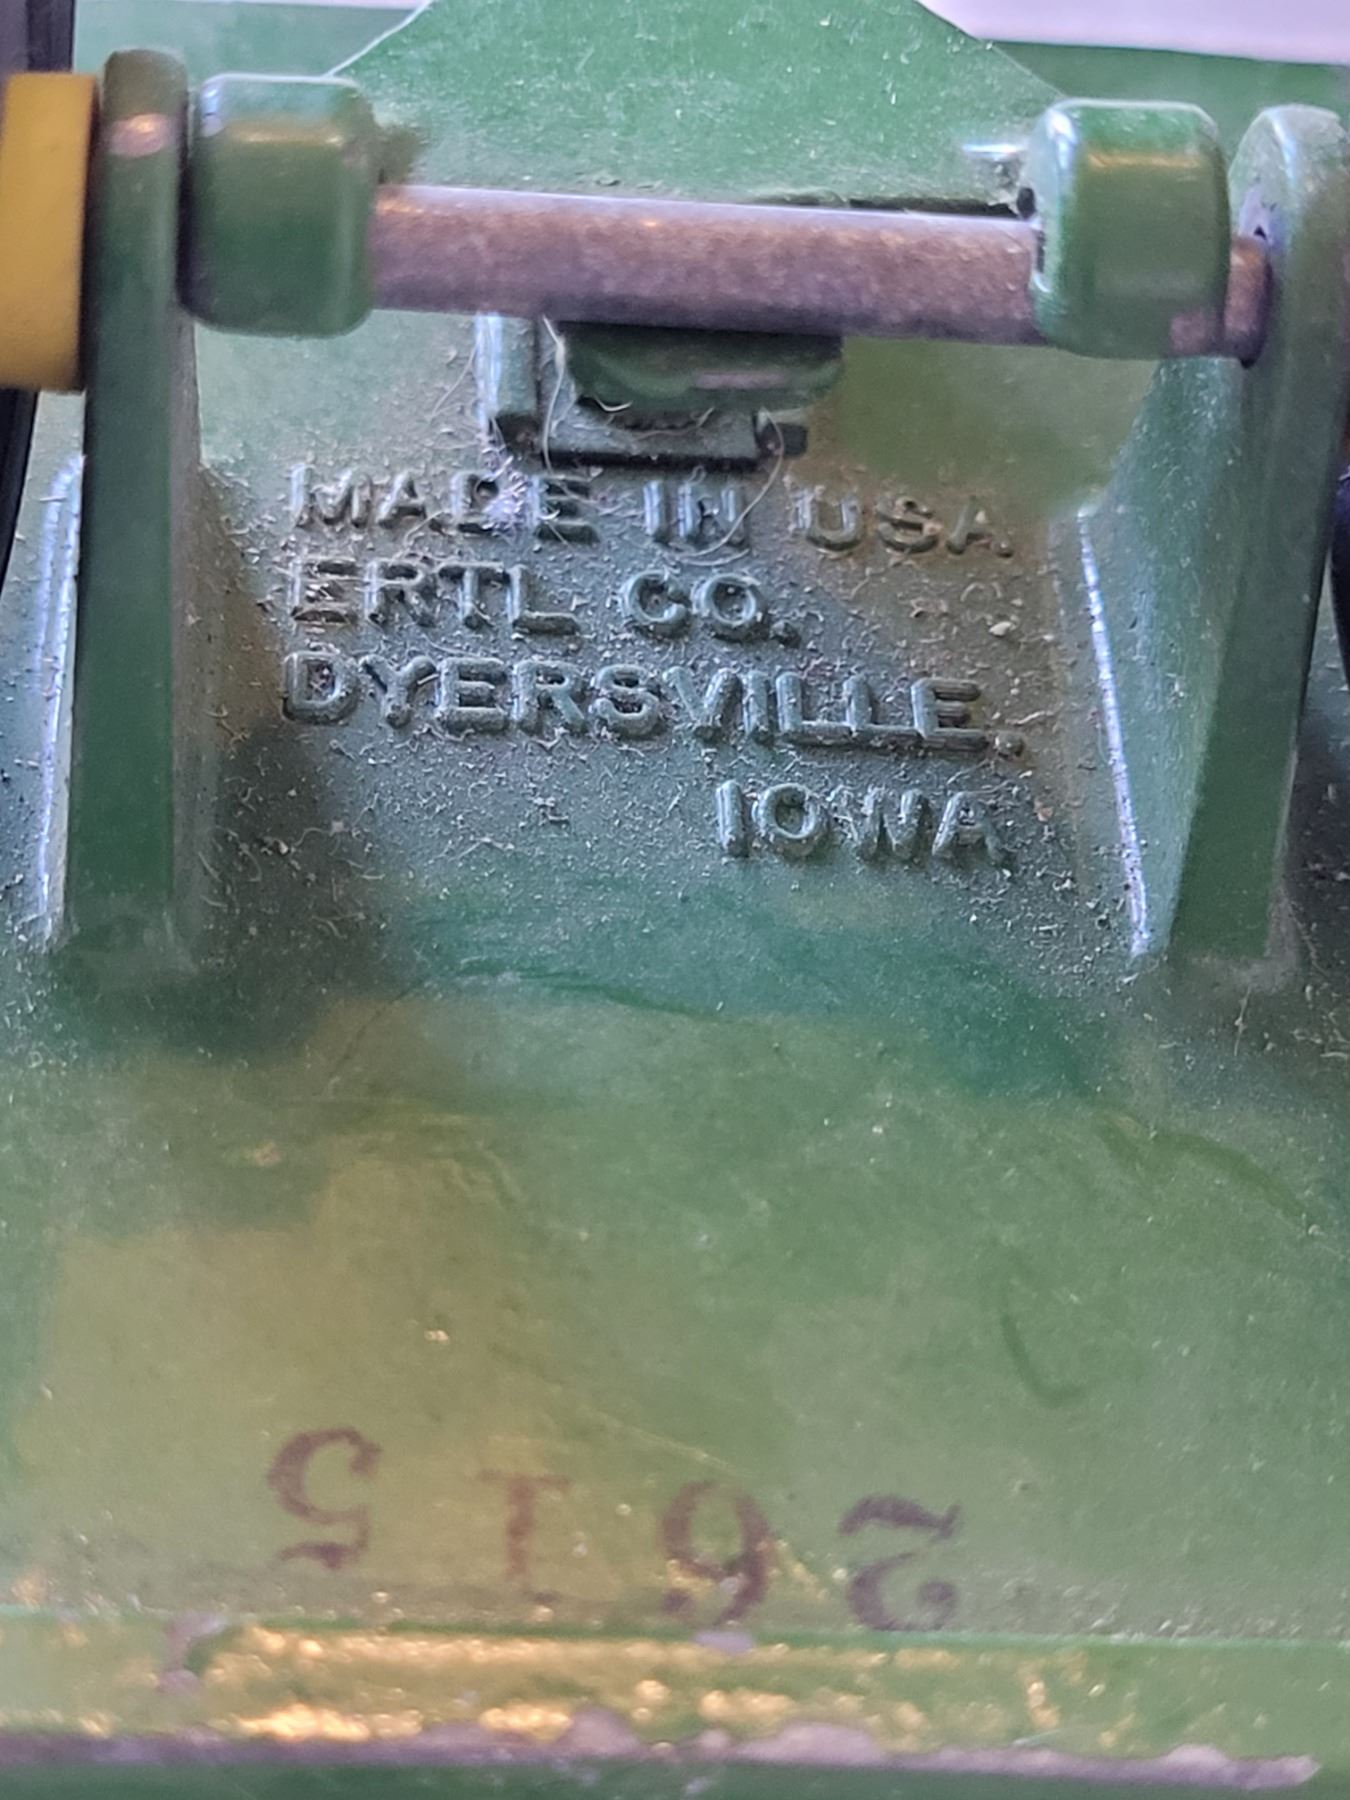 MADE IN USA.
ERTL CO.
DYERSVILLE.
IOWA
2615